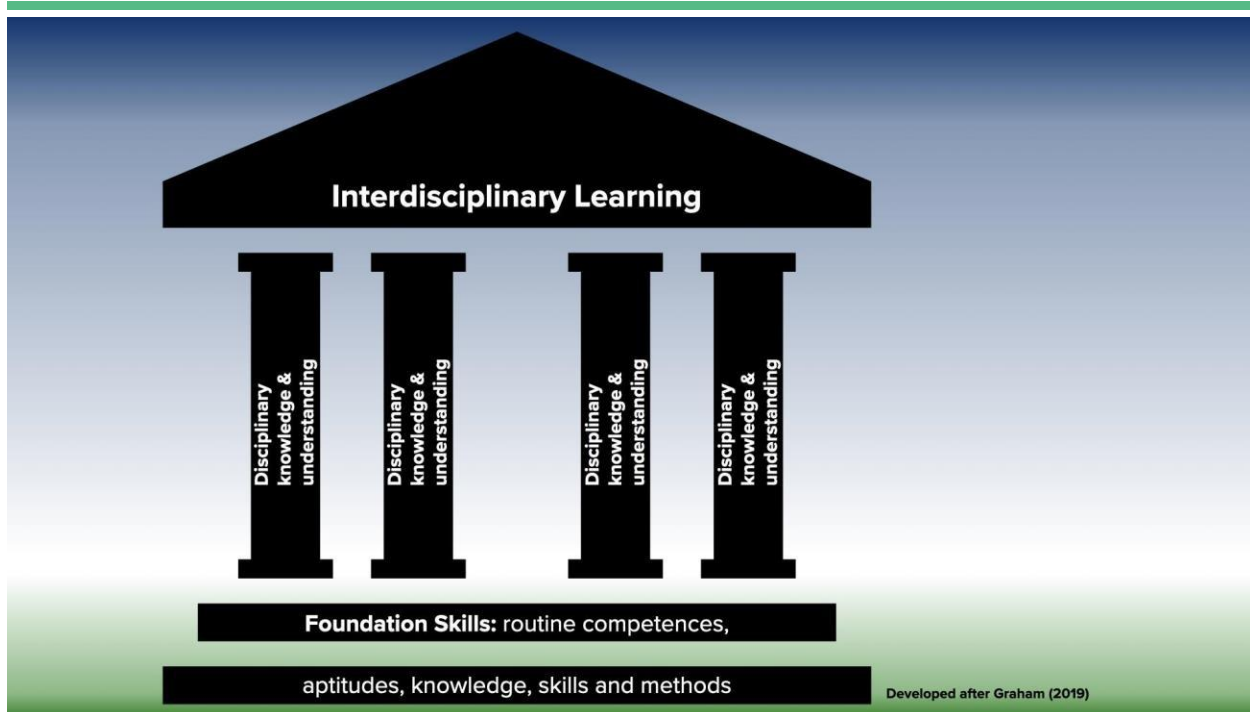 Interdisciplinary Learning
Disciplinary
knowledge &
understanding
Disciplinary
knowledge &
understanding
Disciplinary
knowledge &
understanding
Disciplinary
knowledge &
understanding
Foundation Skills: routine competences,
aptitudes, knowledge, skills and methods
Developed after Graham (2019)